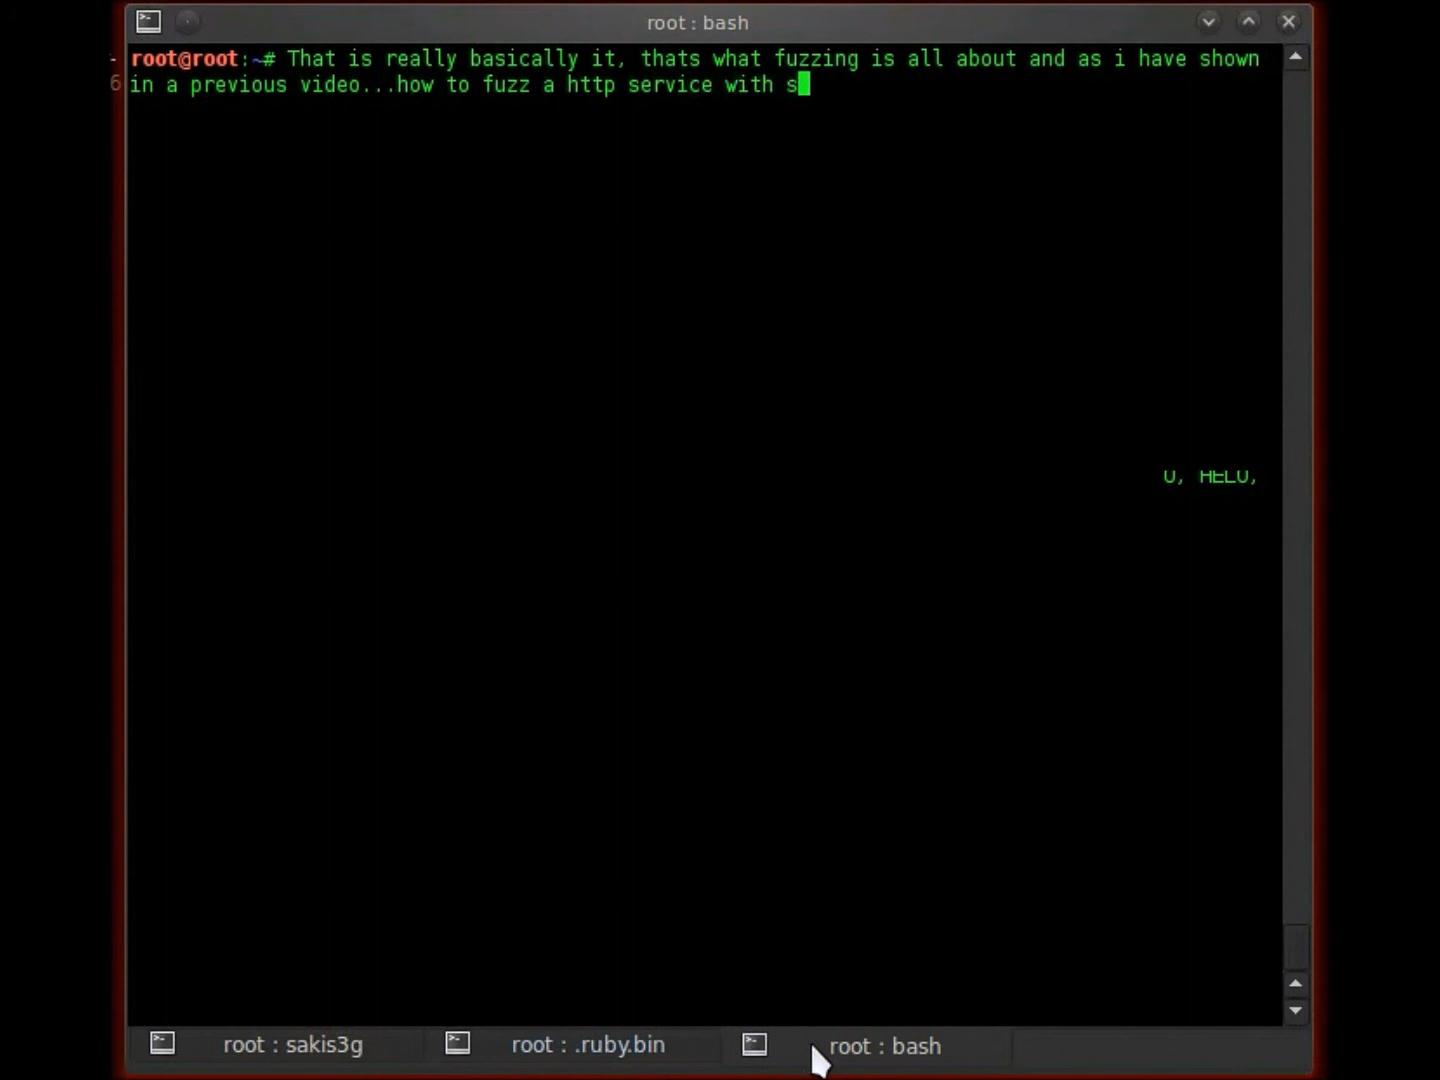 root : bash
root@root:~# That is really basically it, thats what fuzzing is all about and as i have shown
in a previous video...how to fuzz a http service with s
O, HELO,
root : sakis3g
root : .ruby.bin
root : bash